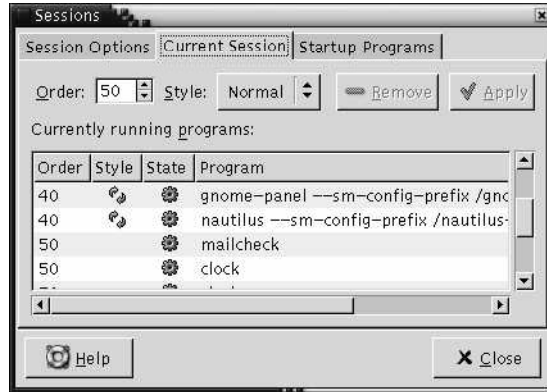 Sessions
Session Options Current Session Startup Programs
Order: 50 Style: Normal Remove Apply
Currently running programs:
Order Style State Program
40 gnome-panel --sm-config-prefix /gno
40 nautilus --sm-config-prefix /nautilus-
50 mailcheck
50 clock
Help Close